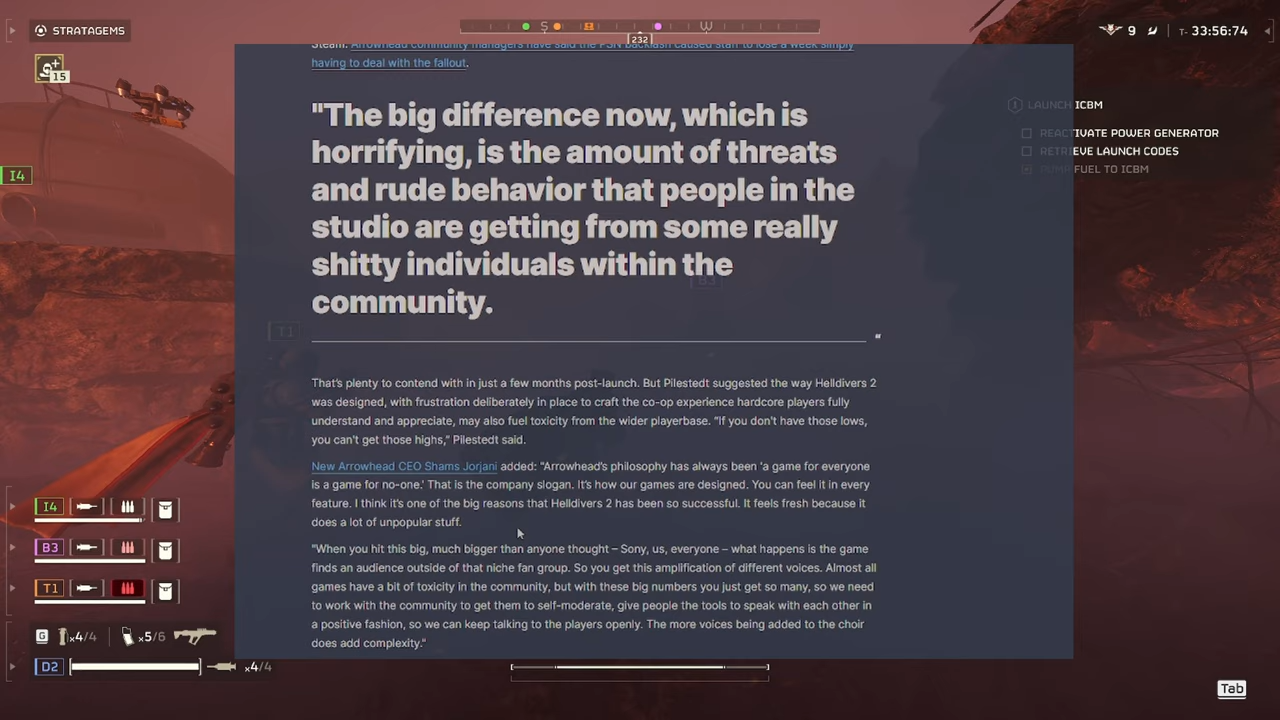 STRATAGEMS
S
W
232
9
T- 33:56:74
15
Steam. Arrowhead community managers have said the PSN backlash caused staff to lose a week simply
having to deal with the fallout.
"The big difference now, which is
horrifying, is the amount of threats
and rude behavior that people in the
studio are getting from some really
shitty individuals within the
community.
"
1 LAUNCH ICBM
REACTIVATE POWER GENERATOR
RETRIEVE LAUNCH CODES
PUMP FUEL TO ICBM
I4
B3
T1
That's plenty to contend with in just a few months post-launch. But Pilestedt suggested the way Helldivers 2
was designed, with frustration deliberately in place to craft the co-op experience hardcore players fully
understand and appreciate, may also fuel toxicity from the wider playerbase. "If you don't have those lows,
you can't get those highs," Pilestedt said.
New Arrowhead CEO Shams Jorjani added: "Arrowhead's philosophy has always been 'a game for everyone
is a game for no-one.' That is the company slogan. It's how our games are designed. You can feel it in every
feature. I think it's one of the big reasons that Helldivers 2 has been so successful. It feels fresh because it
does a lot of unpopular stuff.
"When you hit this big, much bigger than anyone thought – Sony, us, everyone – what happens is the game
finds an audience outside of that niche fan group. So you get this amplification of different voices. Almost all
games have a bit of toxicity in the community, but with these big numbers you just get so many, so we need
to work with the community to get them to self-moderate, give people the tools to speak with each other in
a positive fashion, so we can keep talking to the players openly. The more voices being added to the choir
does add complexity."
I4
B3
T1
G x4/4 x5/6
D2 x4/4
Tab